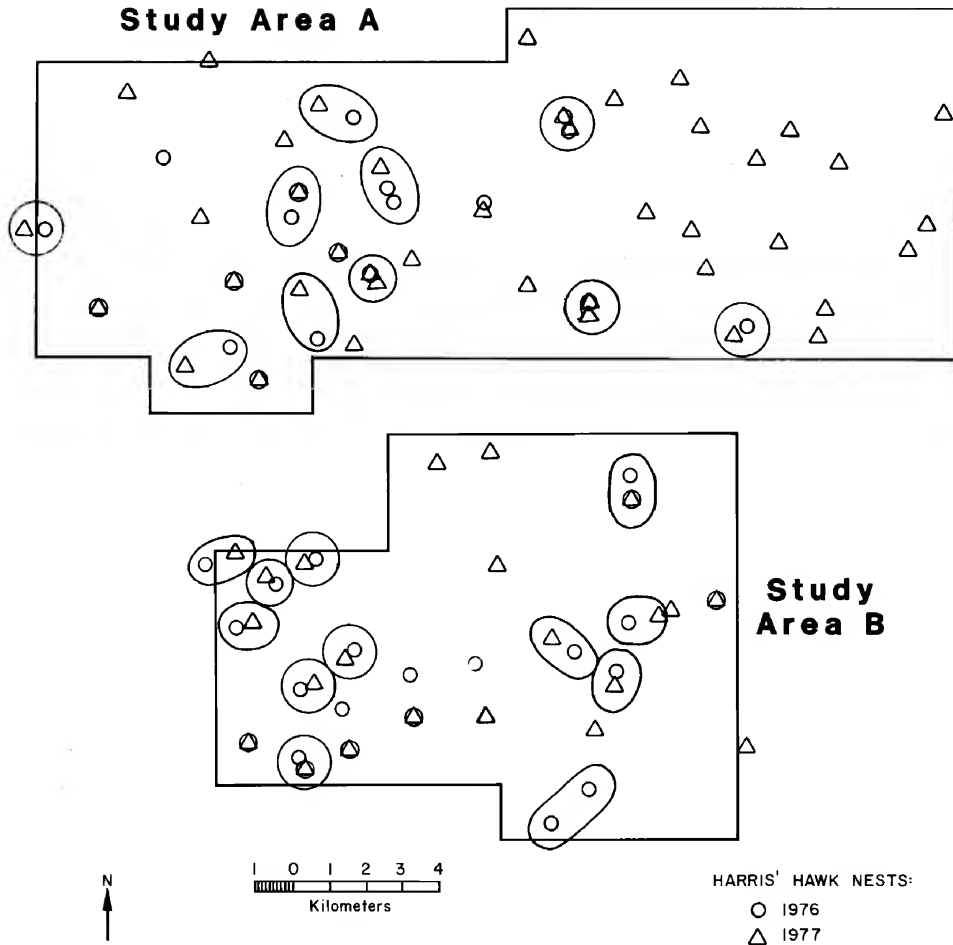 Study Area A
Study
Area B
1 0 1 2 3 4
Kilometers
N
HARRIS' HAWK NESTS:
1976
1977